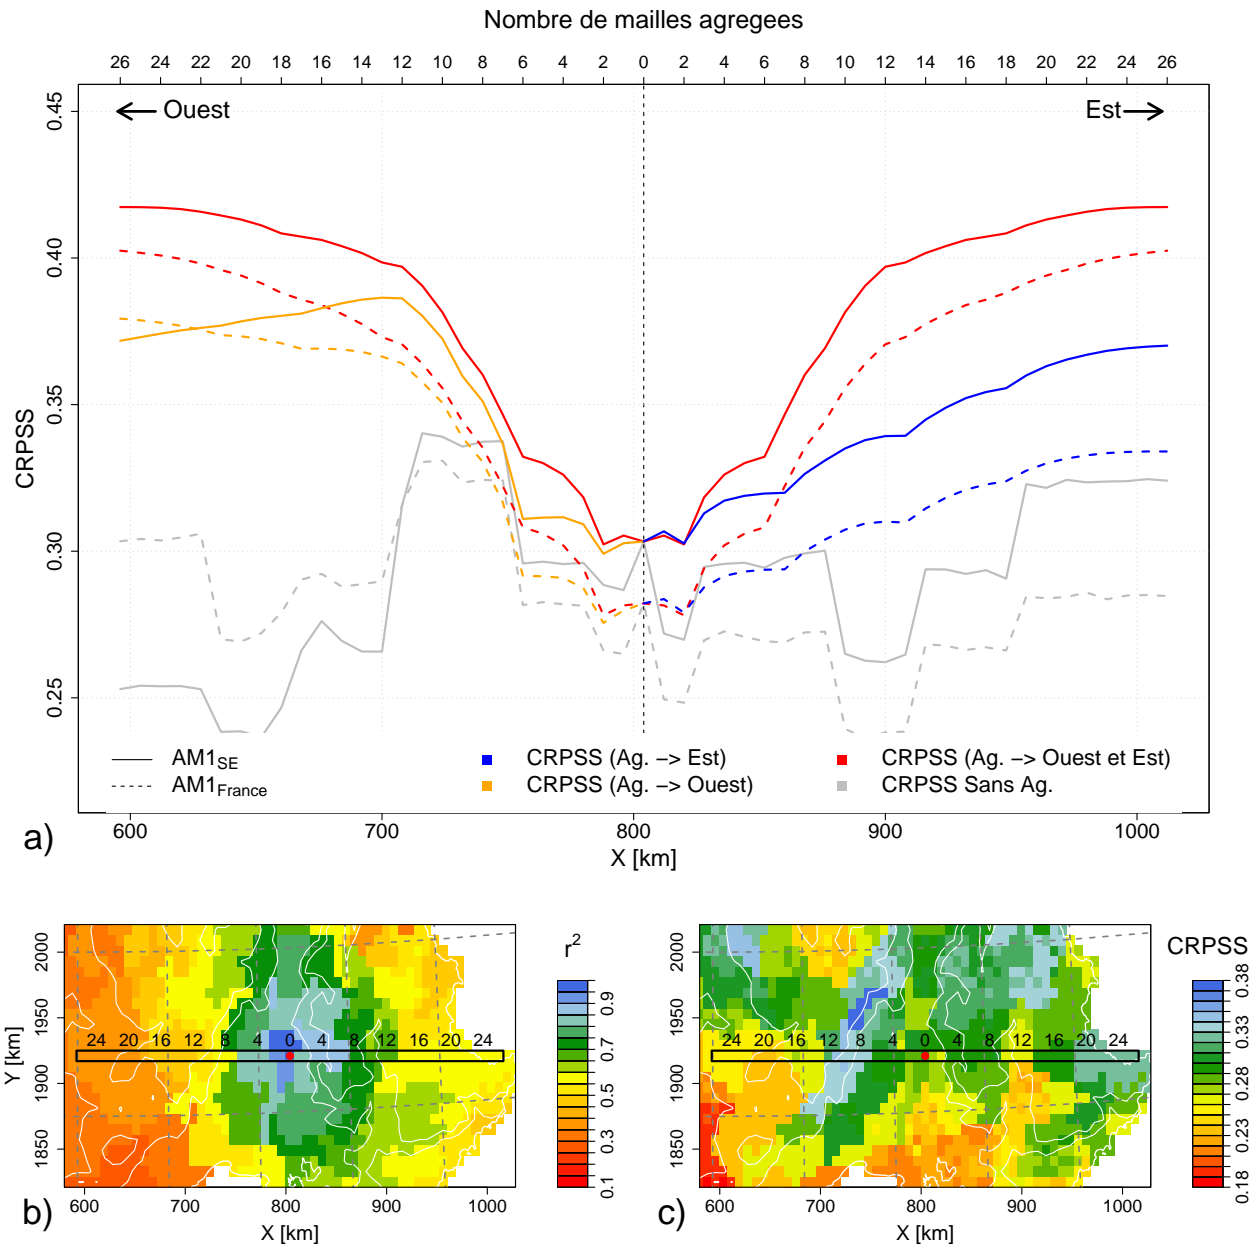 Nombre de mailles agregees
26 24 22 20 18 16 14 12 10 8 6 4 2 0 2 4 6 8 10 12 14 16 18 20 22 24 26
Ouest
Est
0.45
0.40
0.35
0.30
0.25
CRPSS
AM1SE
AM1France
CRPSS (Ag. −> Est)
CRPSS (Ag. −> Ouest)
CRPSS (Ag. −> Ouest et Est)
CRPSS Sans Ag.
600 700 800 900 1000
X [km]
a)
2000
1950
1900
1850
Y [km]
24 20 16 12 8 4 0 4 8 12 16 20 24
600 700 800 900 1000
X [km]
b)
r2
0.9
0.7
0.5
0.3
0.1
2000
1950
1900
1850
24 20 16 12 8 4 0 4 8 12 16 20 24
600 700 800 900 1000
X [km]
c)
CRPSS
0.38
0.33
0.28
0.23
0.18